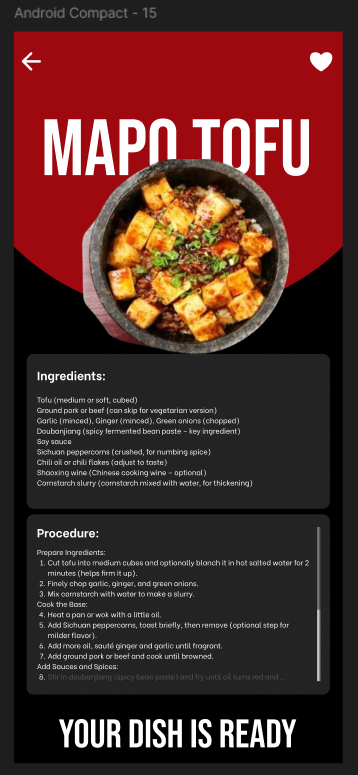 Android Compact - 15
MAPO TOFU
Ingredients:
Tofu (medium or soft, cubed)
Ground pork or beef (can skip for vegetarian version)
Garlic (minced), Ginger (minced), Green onions (chopped)
Doubanjiang (spicy fermented bean paste – key ingredient)
Soy sauce
Sichuan peppercorns (crushed, for numbing spice)
Chili oil or chili flakes (adjust to taste)
Shaoxing wine (Chinese cooking wine – optional)
Cornstarch slurry (cornstarch mixed with water, for thickening)
Procedure:
Prepare Ingredients:
1. Cut tofu into medium cubes and optionally blanch it in hot salted water for 2
minutes (helps firm it up).
2. Finely chop garlic, ginger, and green onions.
3. Mix cornstarch with water to make a slurry.
Cook the Base:
4. Heat a pan or wok with a little oil.
5. Add Sichuan peppercorns, toast briefly, then remove (optional step for
milder flavor).
6. Add more oil, sauté ginger and garlic until fragrant.
7. Add ground pork or beef and cook until browned.
Add Sauces and Spices:
8. Stir in doubanjiang (spicy bean paste) and fry until oil turns red and ...
YOUR DISH IS READY